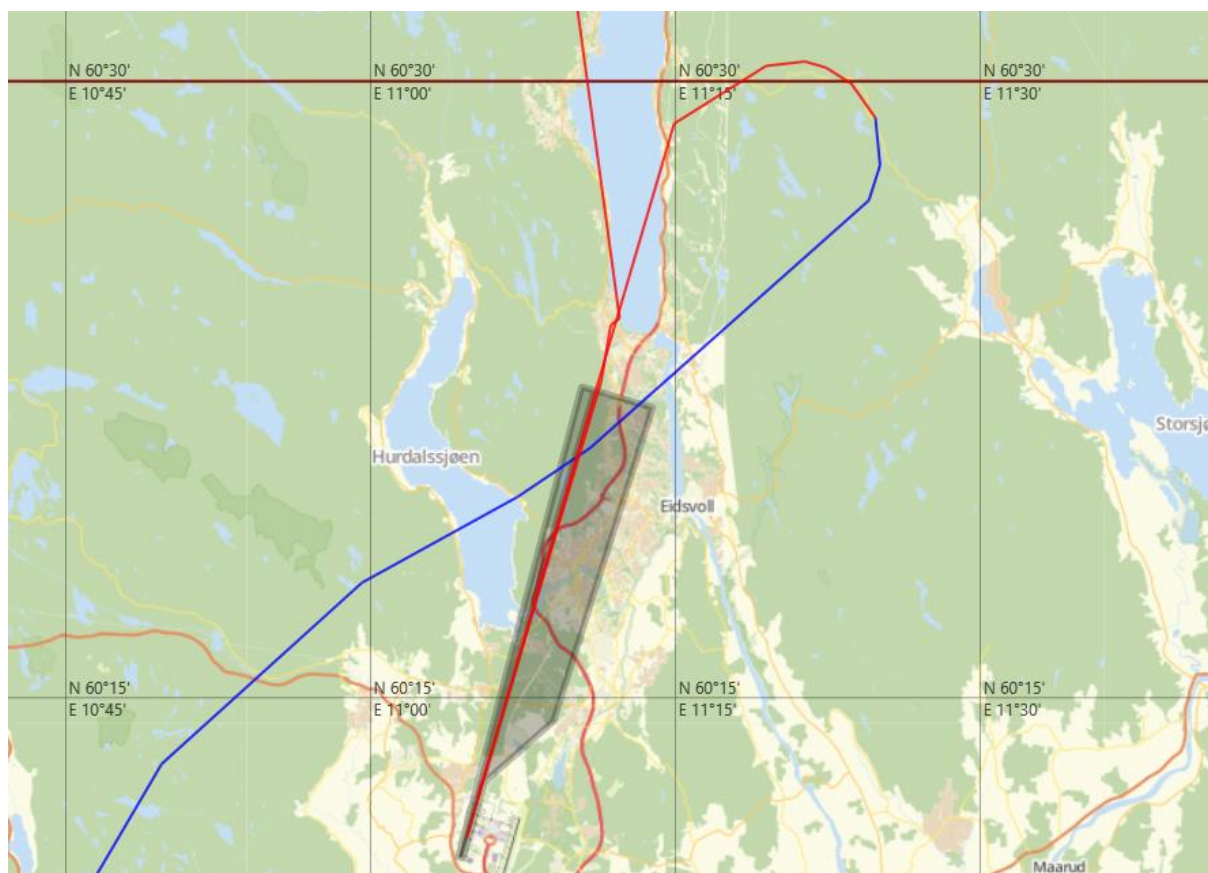 N 60°30'
N 60°30'
N 60°30'
N 60°30'
E 10°45'
E 11°00'
E 11°15'
E 11°30'
Storsjø
Hurdalssjøen
Eidsvoll
N 60°15'
N 60°15'
N 60°15'
N 60°15'
E 10°45'
E 11°00'
E 11°15'
E 11°30'
Maarud